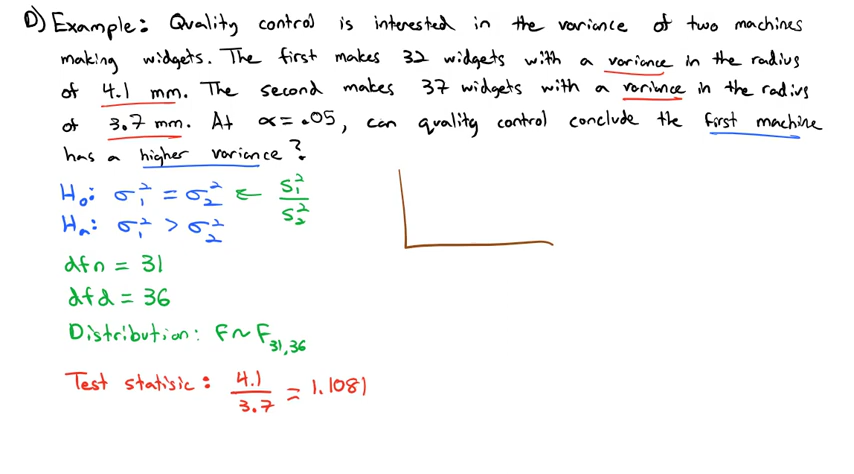 D) Example: Quality control is interested in the variance of two machines
making widgets. The first makes 32 widgets with a variance in the radius
of 4.1 mm. The second makes 37 widgets with a variance in the radius
of 3.7 mm. At α = .05, can quality control conclude the first machine
has a higher variance?
H₀: σ₁² = σ₂² ← S₁²/S₂²
Hₐ: σ₁² > σ₂²
dfn = 31
dfd = 36
Distribution: F ~ F₃₁,₃₆
Test statisic: 4.1/3.7 = 1.1081